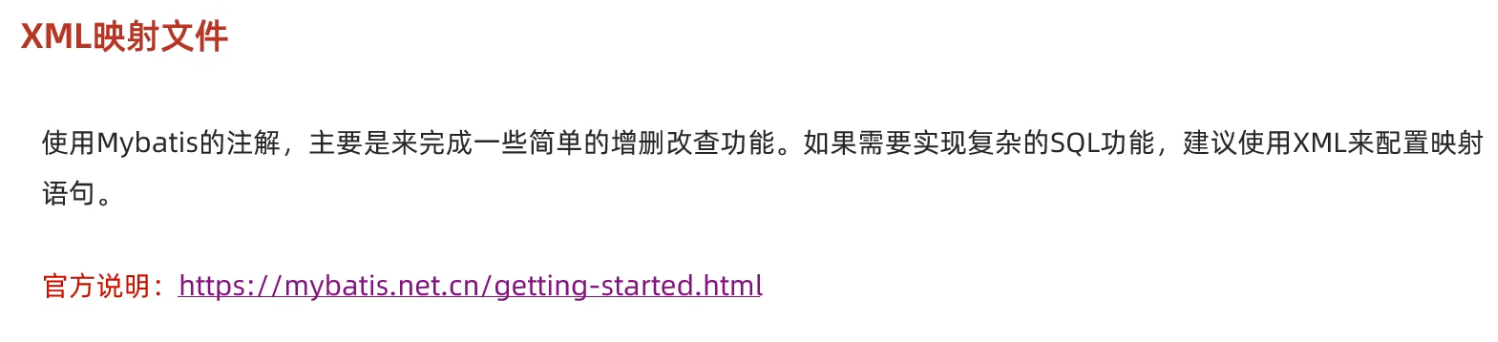 XML映射文件
使用Mybatis的注解，主要是来完成一些简单的增删改查功能。如果需要实现复杂的SQL功能，建议使用XML来配置映射
语句。
官方说明：https://mybatis.net.cn/getting-started.html